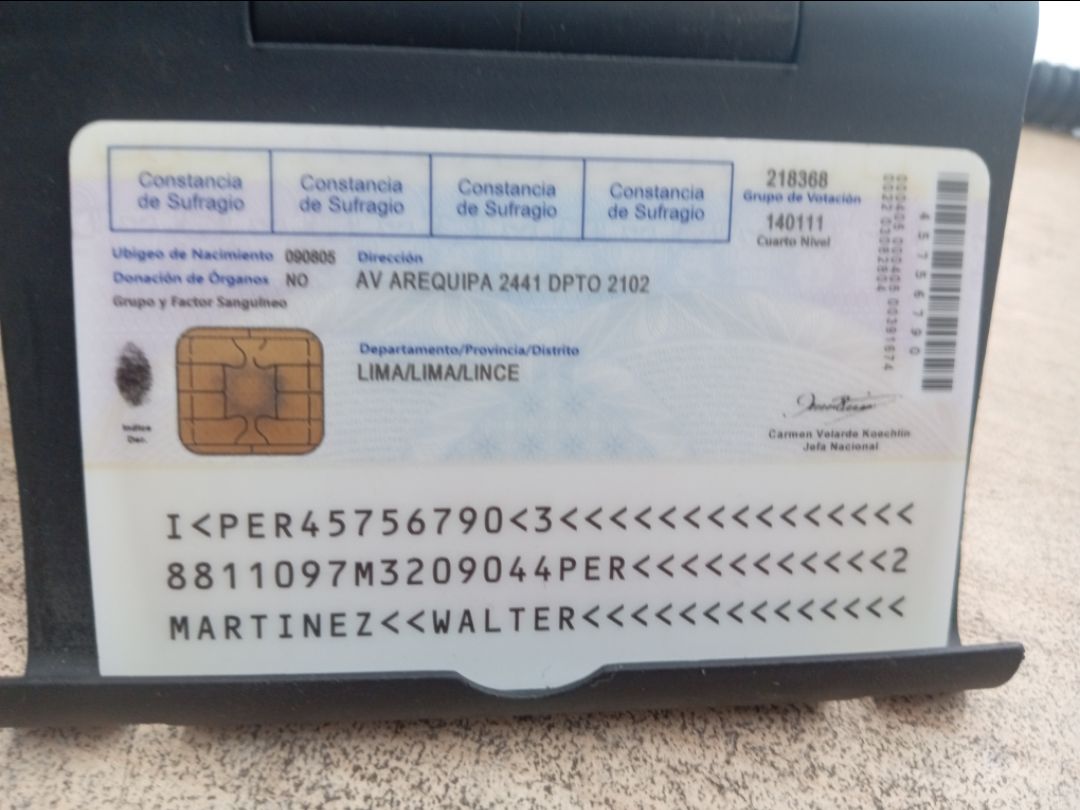 Constancia de Sufragio
Constancia de Sufragio
Constancia de Sufragio
Constancia de Sufragio
218368
Grupo de Votación
140111
Cuarto Nivel
Ubigeo de Nacimiento 090805
Donación de Órganos NO
Grupo y Factor Sanguíneo
Dirección
AV AREQUIPA 2441 DPTO 2102
Departamento/Provincia/Distrito
LIMA/LIMA/LINCE
Indice
Der.
45756790
Carmen Velarde Koechlin
Jefa Nacional
I<PER45756790<3<<<<<<<<<<<<<<<
8811097M3209044PER<<<<<<<<<<<2
MARTINEZ<<WALTER<<<<<<<<<<<<<<